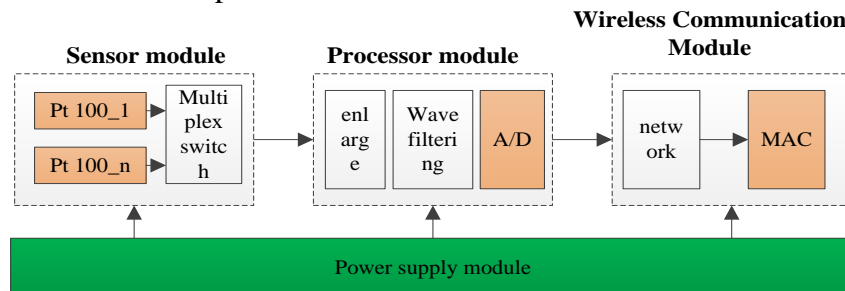 Wireless Communication
Module
Sensor module
Processor module
Pt 100_1
Pt 100_n
Multi
plex
switc
h
enl
arg
e
Wave
filteri
ng
A/D
netw
ork
MAC
Power supply module